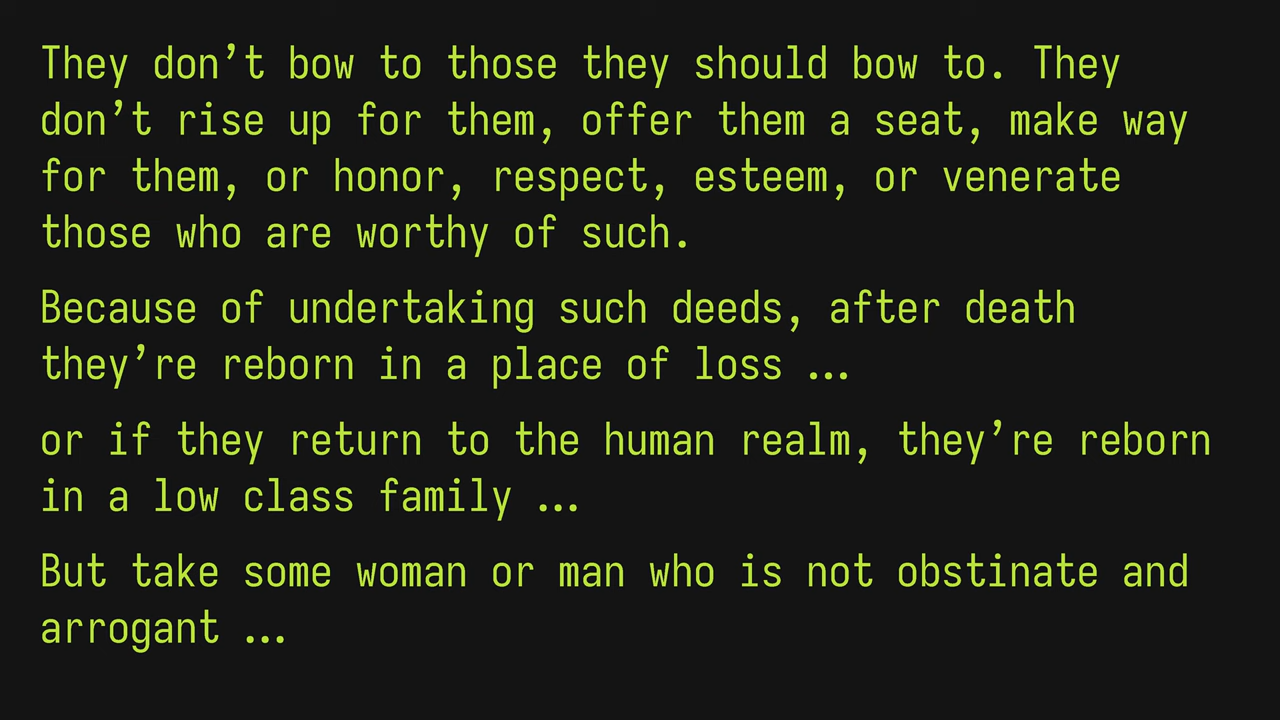 They don’t bow to those they should bow to. They
don’t rise up for them, offer them a seat, make way
for them, or honor, respect, esteem, or venerate
those who are worthy of such.
Because of undertaking such deeds, after death
they’re reborn in a place of loss …
or if they return to the human realm, they’re reborn
in a low class family …
But take some woman or man who is not obstinate and
arrogant …